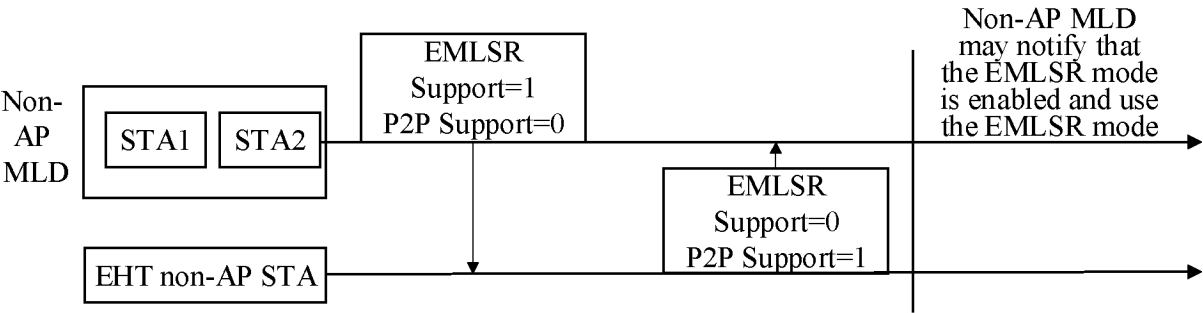 Non-
AP
MLD
STA1
STA2
EMLSR
Support=1
P2P Support=0
Non-AP MLD
may notify that
the EMLSR mode
is enabled and use
the EMLSR mode
EMLSR
Support=0
P2P Support=1
EHT non-AP STA